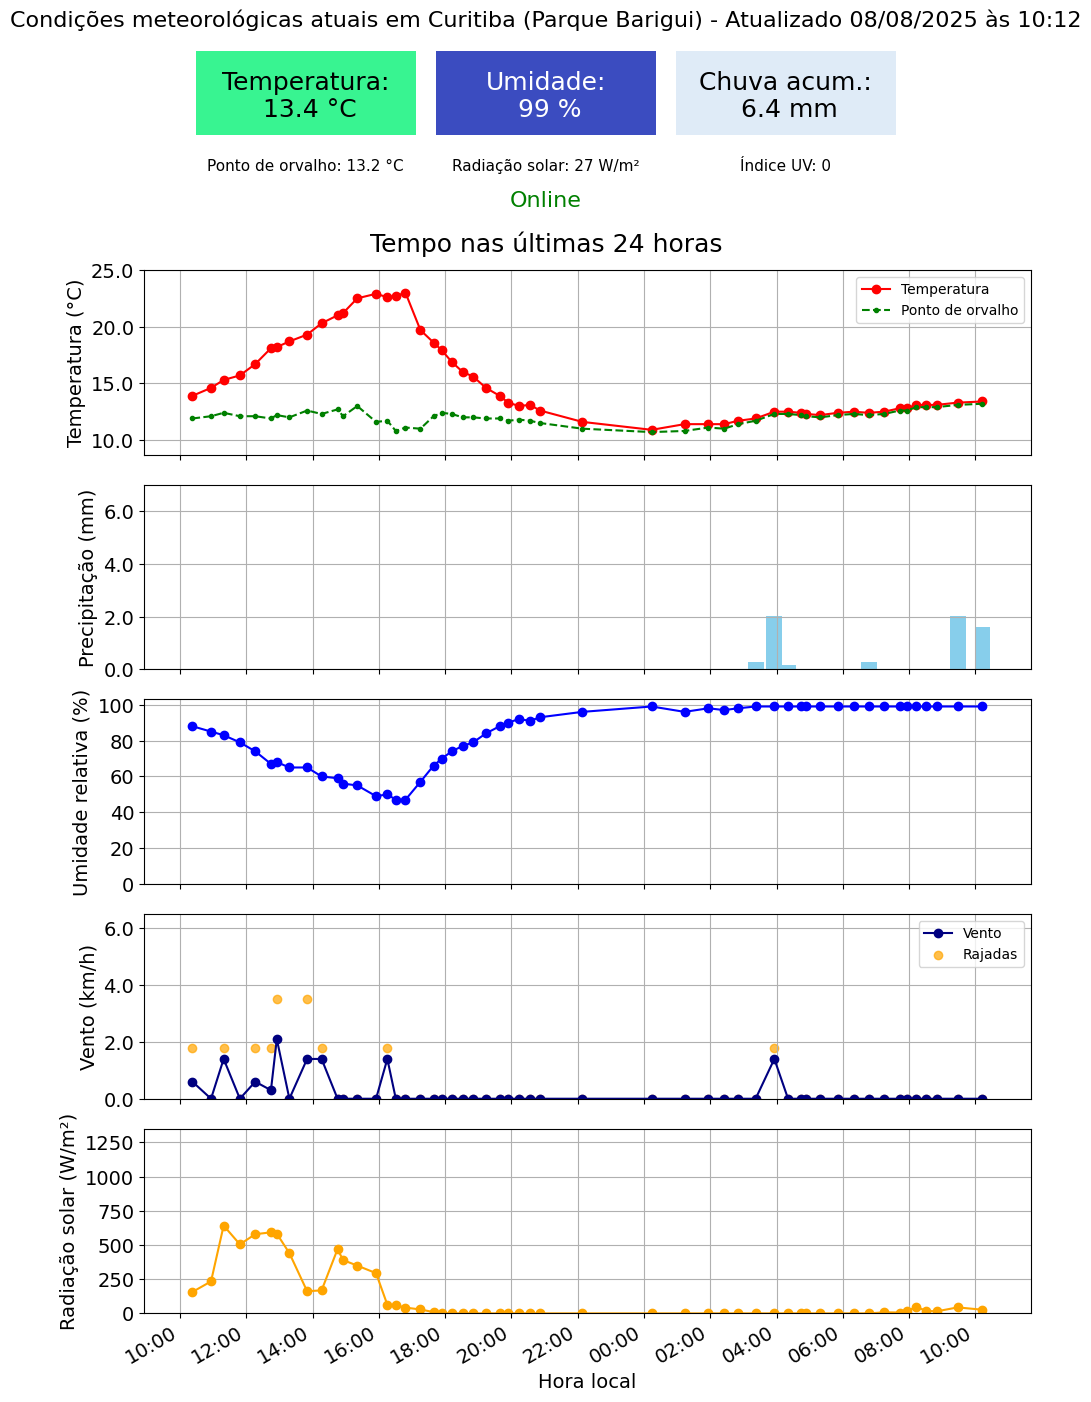 Condições meteorológicas atuais em Curitiba (Parque Barigui) - Atualizado 08/08/2025 às 10:12
Temperatura:
13.4 °C
Umidade:
99 %
Chuva acum.:
6.4 mm
Ponto de orvalho: 13.2 °C
Radiação solar: 27 W/m²
Índice UV: 0
Online
Tempo nas últimas 24 horas
Temperatura (°C)
25.0
20.0
15.0
10.0
Temperatura
Ponto de orvalho
Precipitação (mm)
6.0
4.0
2.0
0.0
Umidade relativa (%)
100
80
60
40
20
0
Vento (km/h)
6.0
4.0
2.0
0.0
Vento
Rajadas
Radiação solar (W/m²)
1250
1000
750
500
250
0
10:00
12:00
14:00
16:00
18:00
20:00
22:00
00:00
02:00
04:00
06:00
08:00
10:00
Hora local